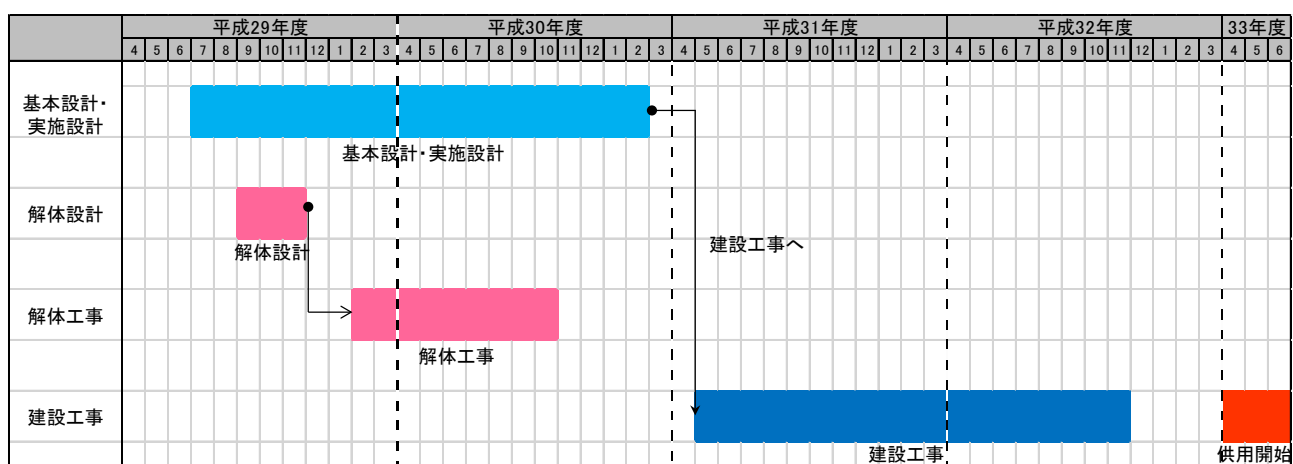 平成29年度 平成30年度 平成31年度 平成32年度 33年度
4 5 6 7 8 9 10 11 12 1 2 3 4 5 6 7 8 9 10 11 12 1 2 3 4 5 6 7 8 9 10 11 12 1 2 3 4 5 6 7 8 9 10 11 12 1 2 3 4 5 6
基本設計・
実施設計
基本設計・実施設計
解体設計
解体設計
建設工事へ
解体工事
解体工事
建設工事
建設工事
供用開始